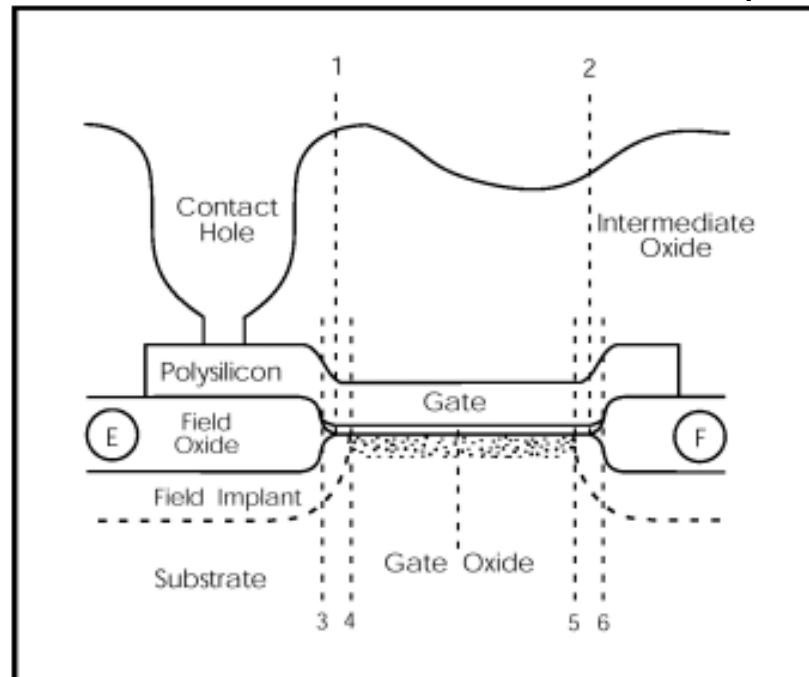 1 2
Contact
Hole
Intermediate
Oxide
Polysilicon
Gate
E
Field
Oxide
F
Field Implant
Substrate
Gate Oxide
3 4 5 6